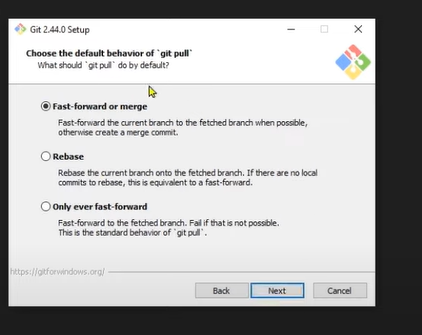 Git 2.44.0 Setup
Choose the default behavior of `git pull`
What should `git pull` do by default?
Fast-forward or merge
Fast-forward the current branch to the fetched branch when possible,
otherwise create a merge commit.
Rebase
Rebase the current branch onto the fetched branch. If there are no local
commits to rebase, this is equivalent to a fast-forward.
Only ever fast-forward
Fast-forward to the fetched branch. Fail if that is not possible.
This is the standard behavior of `git pull`.
https://gitforwindows.org/
Back Next Cancel